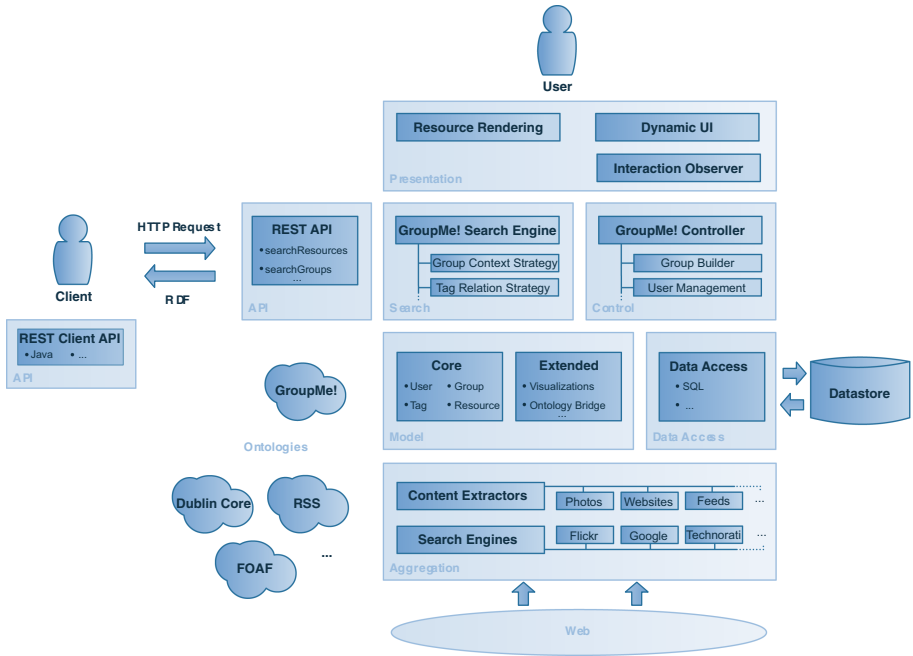 User
Resource Rendering
Dynamic UI
Interaction Observer
Presentation
HTTP Request
RDF
Client
REST API
•searchResources
•searchGroups
...
API
GroupMe! Search Engine
Group Context Strategy
Tag Relation Strategy
Search
GroupMe! Controller
Group Builder
User Management
Control
REST Client API
• Java • ...
API
GroupMe!
Ontologies
Dublin Core
RSS
FOAF
...
Core
• User • Group
• Tag • Resource
Extended
• Visualizations
• Ontology Bridge
...
Model
Data Access
• SQL
• ...
Data Access
Datastore
Content Extractors
Photos
Websites
Feeds
...
Search Engines
Flickr
Google
Technorati
...
Aggregation
Web